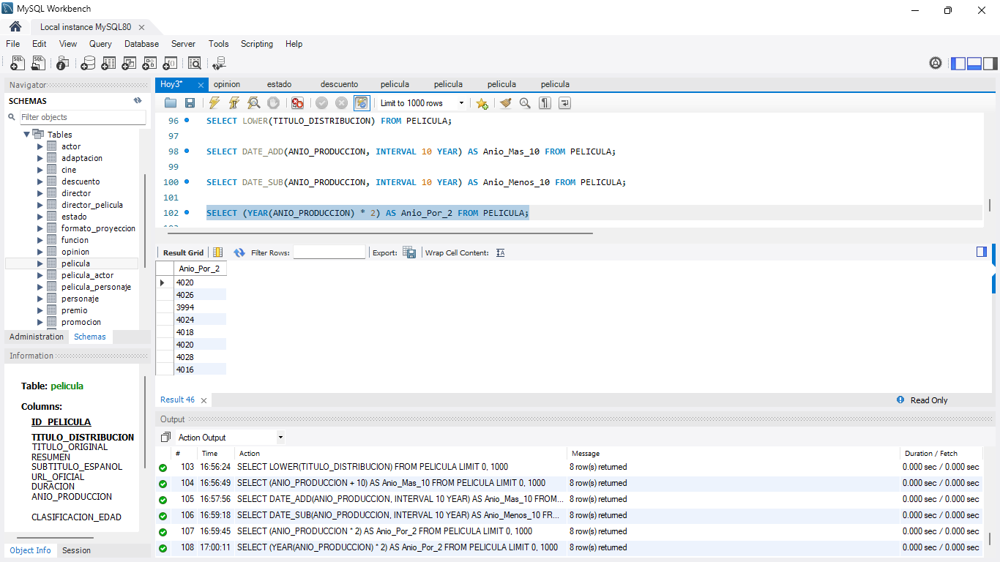 MySQL Workbench
Local instance MySQL80
File Edit View Query Database Server Tools Scripting Help
Navigator
SCHEMAS
Filter objects
Tables
actor
adaptacion
cine
descuento
director
director_pelicula
estado
formato_proyeccion
funcion
opinion
pelicula
pelicula_actor
pelicula_personaje
personaje
premio
promocion
Administration Schemas
Information
Table: pelicula
Columns:
ID_PELICULA
TITULO_DISTRIBUCION
TITULO_ORIGINAL
RESUMEN
SUBTITULO_ESPANOL
URL_OFICIAL
DURACION
ANIO_PRODUCCION
CLASIFICACION_EDAD
Object Info Session
Hoy3* opinion estado descuento pelicula pelicula pelicula pelicula
Limit to 1000 rows
96 SELECT LOWER(TITULO_DISTRIBUCION) FROM PELICULA;
97
98 SELECT DATE_ADD(ANIO_PRODUCCION, INTERVAL 10 YEAR) AS Anio_Mas_10 FROM PELICULA;
99
100 SELECT DATE_SUB(ANIO_PRODUCCION, INTERVAL 10 YEAR) AS Anio_Menos_10 FROM PELICULA;
101
102 SELECT (YEAR(ANIO_PRODUCCION) * 2) AS Anio_Por_2 FROM PELICULA;
Result Grid Filter Rows: Export: Wrap Cell Content:
Anio_Por_2
4020
4026
3994
4024
4018
4020
4028
4016
Result 46 Read Only
Output
Action Output
# Time Action Message Duration / Fetch
103 16:56:24 SELECT LOWER(TITULO_DISTRIBUCION) FROM PELICULA LIMIT 0, 1000 8 row(s) returned 0.000 sec / 0.000 sec
104 16:56:49 SELECT (ANIO_PRODUCCION + 10) AS Anio_Mas_10 FROM PELICULA LIMIT 0, 1000 8 row(s) returned 0.000 sec / 0.000 sec
105 17:57:56 SELECT DATE_ADD(ANIO_PRODUCCION, INTERVAL 10 YEAR) AS Anio_Mas_10 FROM... 8 row(s) returned 0.000 sec / 0.000 sec
106 16:59:18 SELECT DATE_SUB(ANIO_PRODUCCION, INTERVAL 10 YEAR) AS Anio_Menos_10 FR... 8 row(s) returned 0.000 sec / 0.000 sec
107 16:59:45 SELECT (ANIO_PRODUCCION * 2) AS Anio_Por_2 FROM PELICULA LIMIT 0, 1000 8 row(s) returned 0.000 sec / 0.000 sec
108 17:00:11 SELECT (YEAR(ANIO_PRODUCCION) * 2) AS Anio_Por_2 FROM PELICULA LIMIT 0, 1000 8 row(s) returned 0.000 sec / 0.000 sec